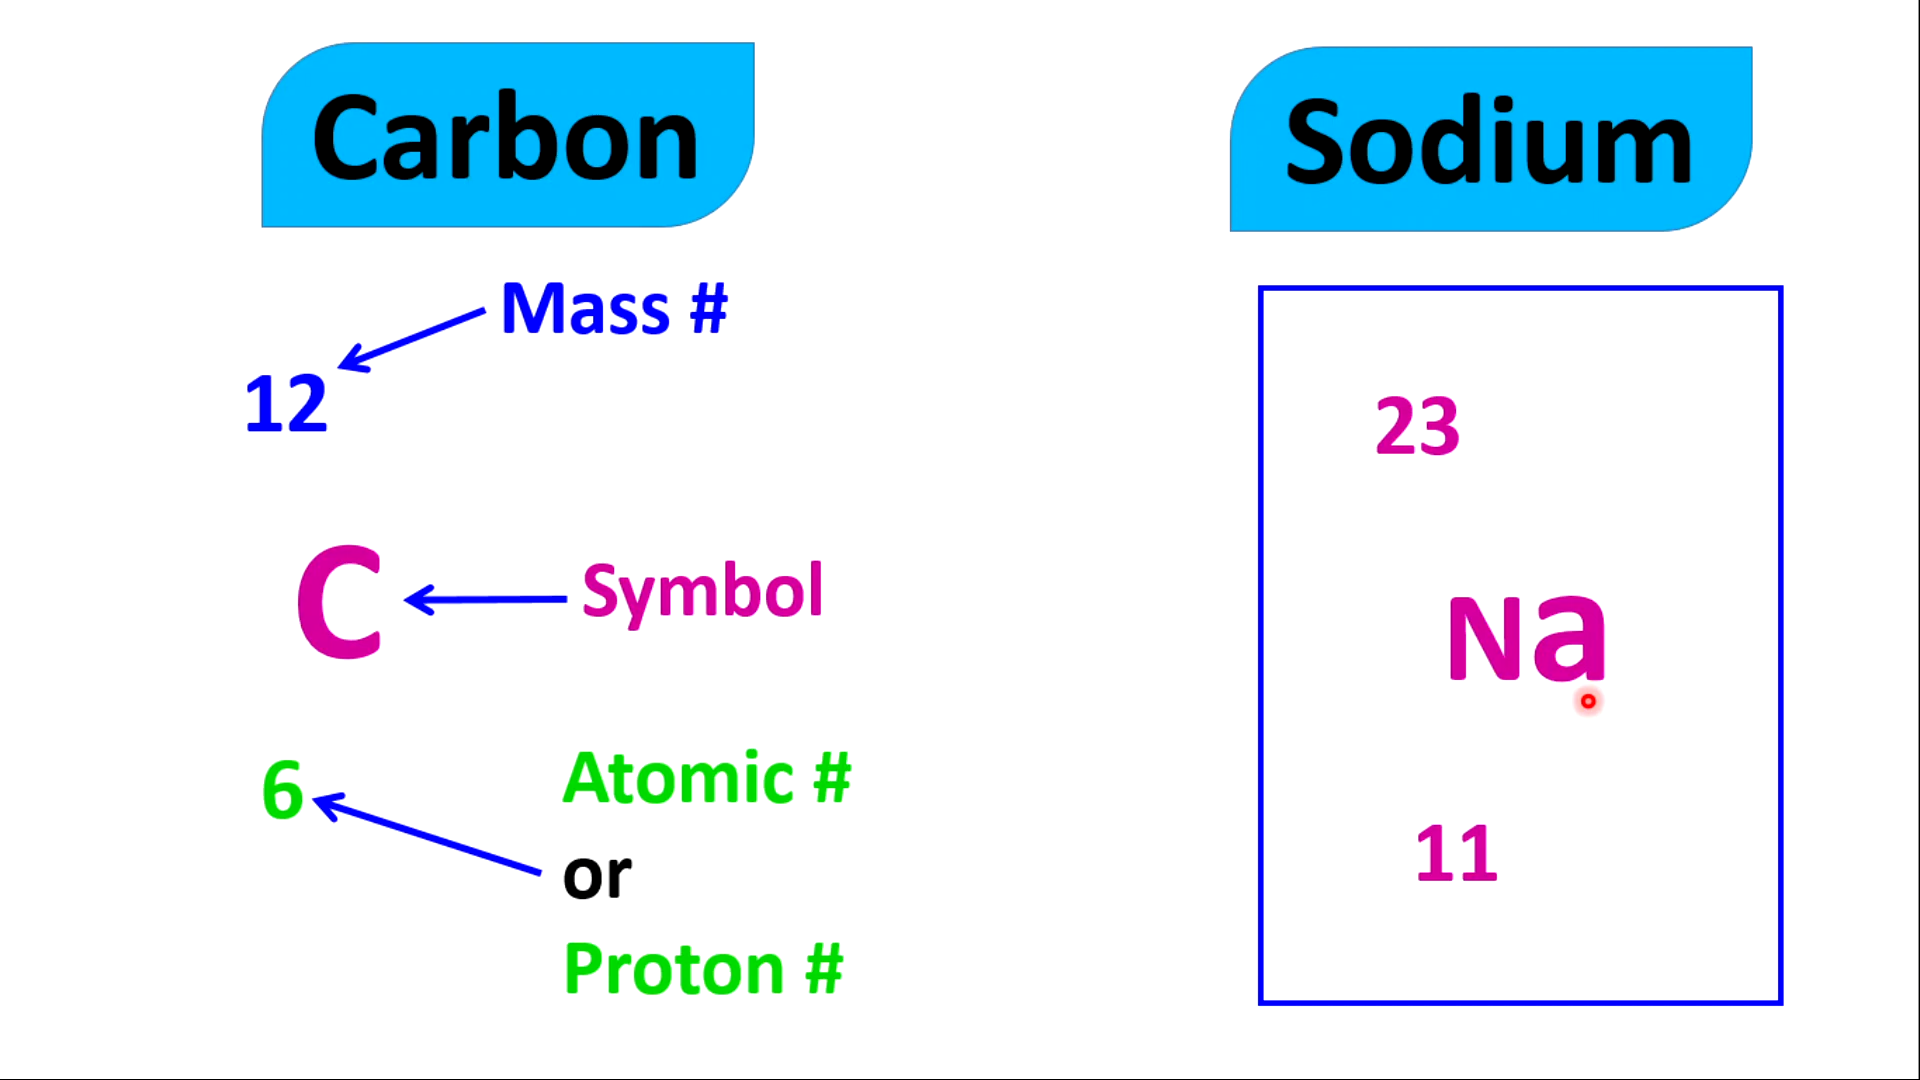 Carbon
Mass #
12
C
Symbol
6
Atomic #
or
Proton #
Sodium
23
Na
11